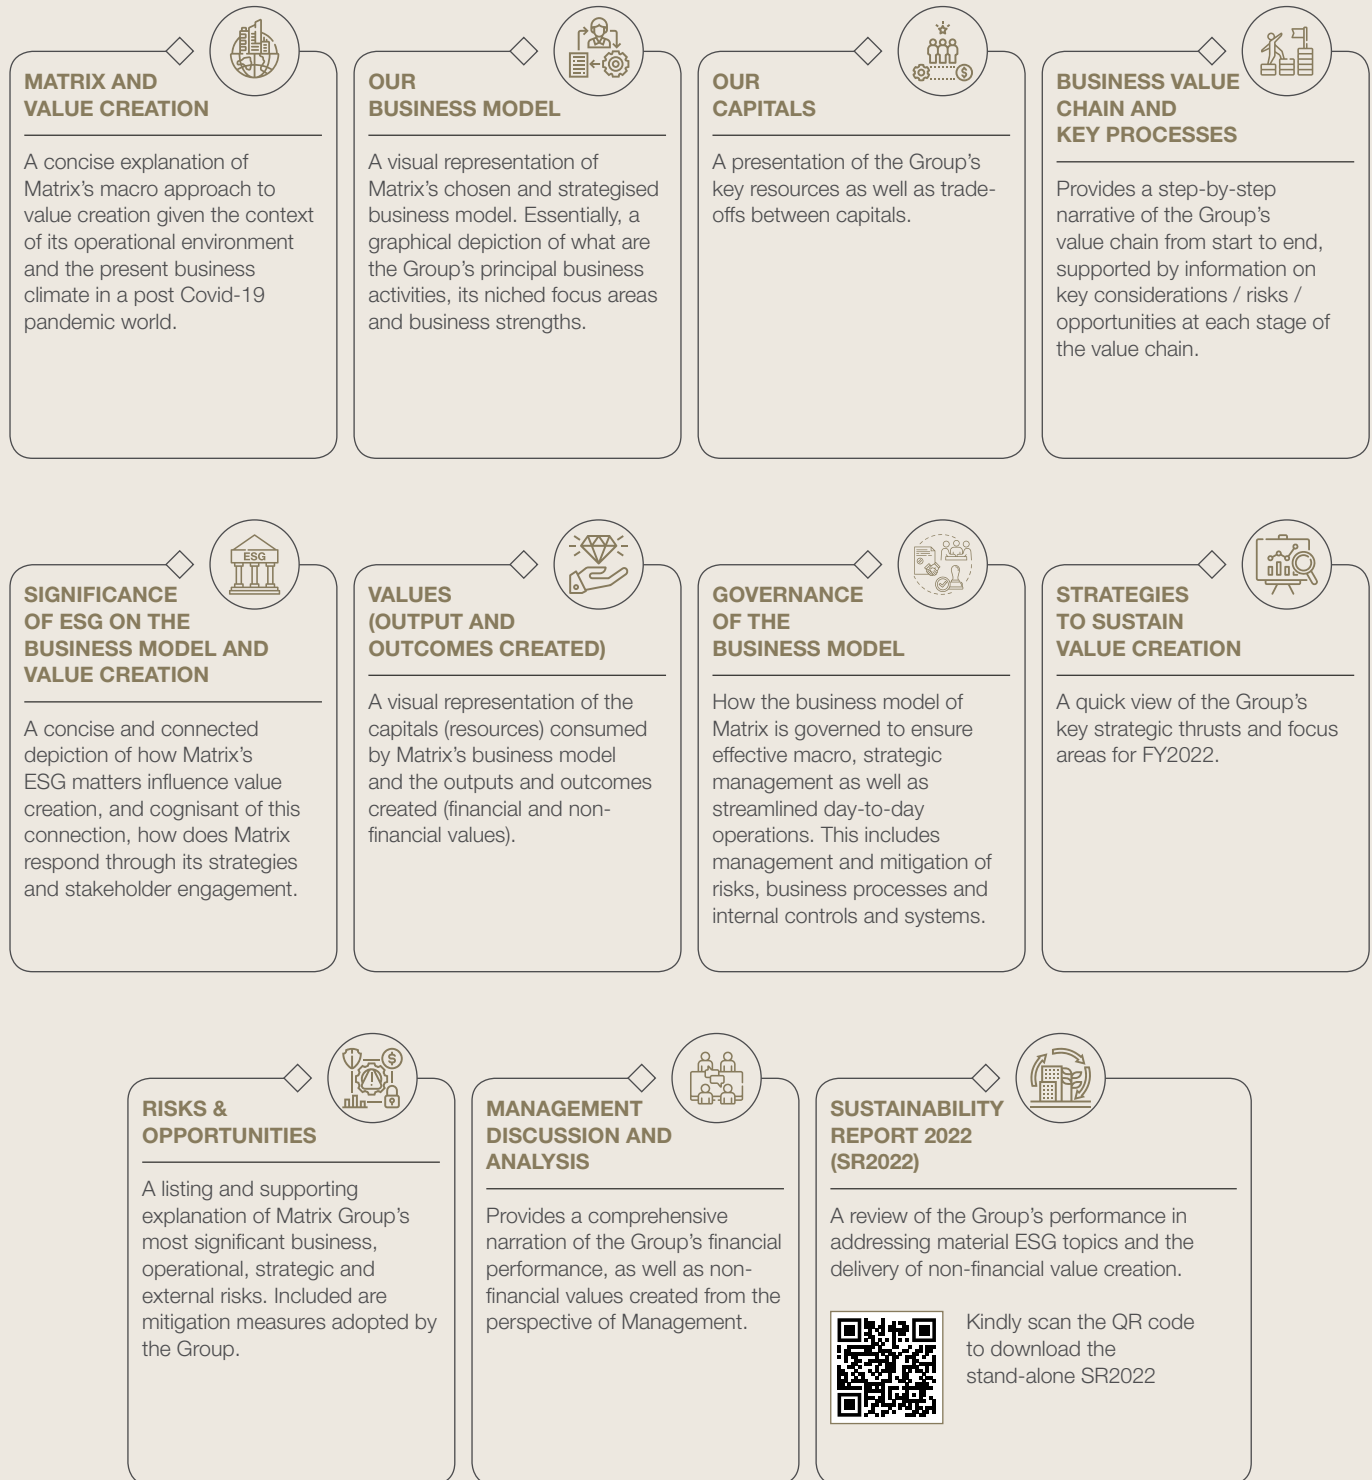 MATRIX AND
VALUE CREATION
A concise explanation of
Matrix’s macro approach to
value creation given the context
of its operational environment
and the present business
climate in a post Covid-19
pandemic world.
OUR
BUSINESS MODEL
A visual representation of
Matrix’s chosen and strategised
business model. Essentially, a
graphical depiction of what are
the Group’s principal business
activities, its niched focus areas
and business strengths.
OUR
CAPITALS
A presentation of the Group’s
key resources as well as trade-
offs between capitals.
BUSINESS VALUE
CHAIN AND
KEY PROCESSES
Provides a step-by-step
narrative of the Group’s
value chain from start to end,
supported by information on
key considerations / risks /
opportunities at each stage of
the value chain.
ESG
SIGNIFICANCE
OF ESG ON THE
BUSINESS MODEL AND
VALUE CREATION
A concise and connected
depiction of how Matrix’s
ESG matters influence value
creation, and cognisant of this
connection, how does Matrix
respond through its strategies
and stakeholder engagement.
VALUES
(OUTPUT AND
OUTCOMES CREATED)
A visual representation of the
capitals (resources) consumed
by Matrix’s business model
and the outputs and outcomes
created (financial and non-
financial values).
GOVERNANCE
OF THE
BUSINESS MODEL
How the business model of
Matrix is governed to ensure
effective macro, strategic
management as well as
streamlined day-to-day
operations. This includes
management and mitigation of
risks, business processes and
internal controls and systems.
STRATEGIES
TO SUSTAIN
VALUE CREATION
A quick view of the Group’s
key strategic thrusts and focus
areas for FY2022.
RISKS &
OPPORTUNITIES
A listing and supporting
explanation of Matrix Group’s
most significant business,
operational, strategic and
external risks. Included are
mitigation measures adopted by
the Group.
MANAGEMENT
DISCUSSION AND
ANALYSIS
Provides a comprehensive
narration of the Group’s financial
performance, as well as non-
financial values created from the
perspective of Management.
SUSTAINABILITY
REPORT 2022
(SR2022)
A review of the Group’s performance in
addressing material ESG topics and the
delivery of non-financial value creation.
Kindly scan the QR code
to download the
stand-alone SR2022